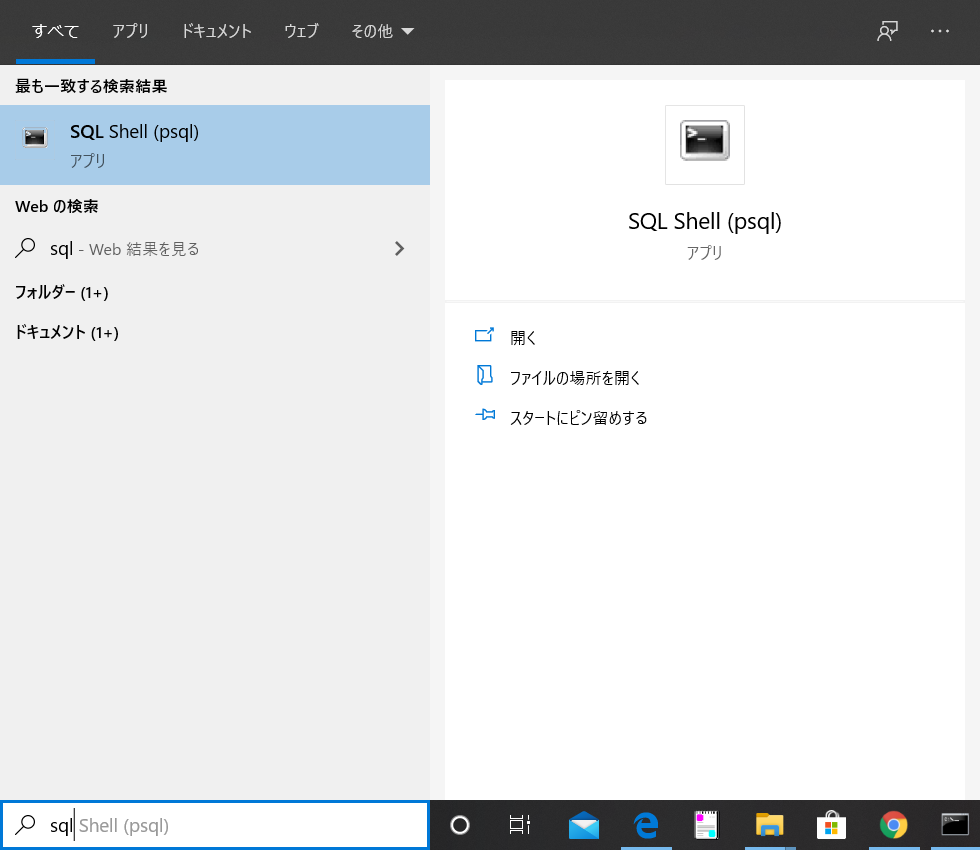 すべて アプリ ドキュメント ウェブ その他
最も一致する検索結果
SQL Shell (psql)
アプリ
Web の検索
sql - Web 結果を見る
フォルダー (1+)
ドキュメント (1+)
SQL Shell (psql)
アプリ
開く
ファイルの場所を開く
スタートにピン留めする
sql Shell (psql)